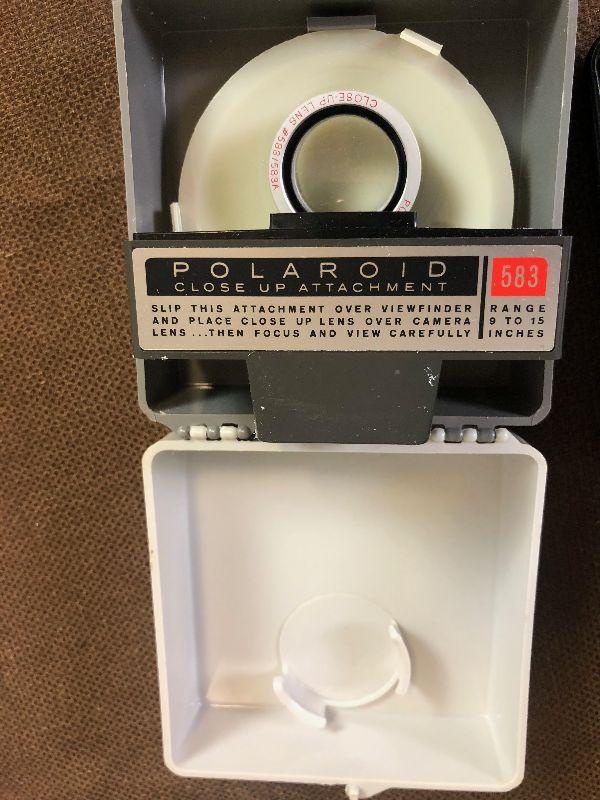 CLOSE-UP LENS #583/583A
POLAROID
CLOSE UP ATTACHMENT
583
SLIP THIS ATTACHMENT OVER VIEWFINDER
AND PLACE CLOSE UP LENS OVER CAMERA
LENS...THEN FOCUS AND VIEW CAREFULLY
RANGE
9 TO 15
INCHES